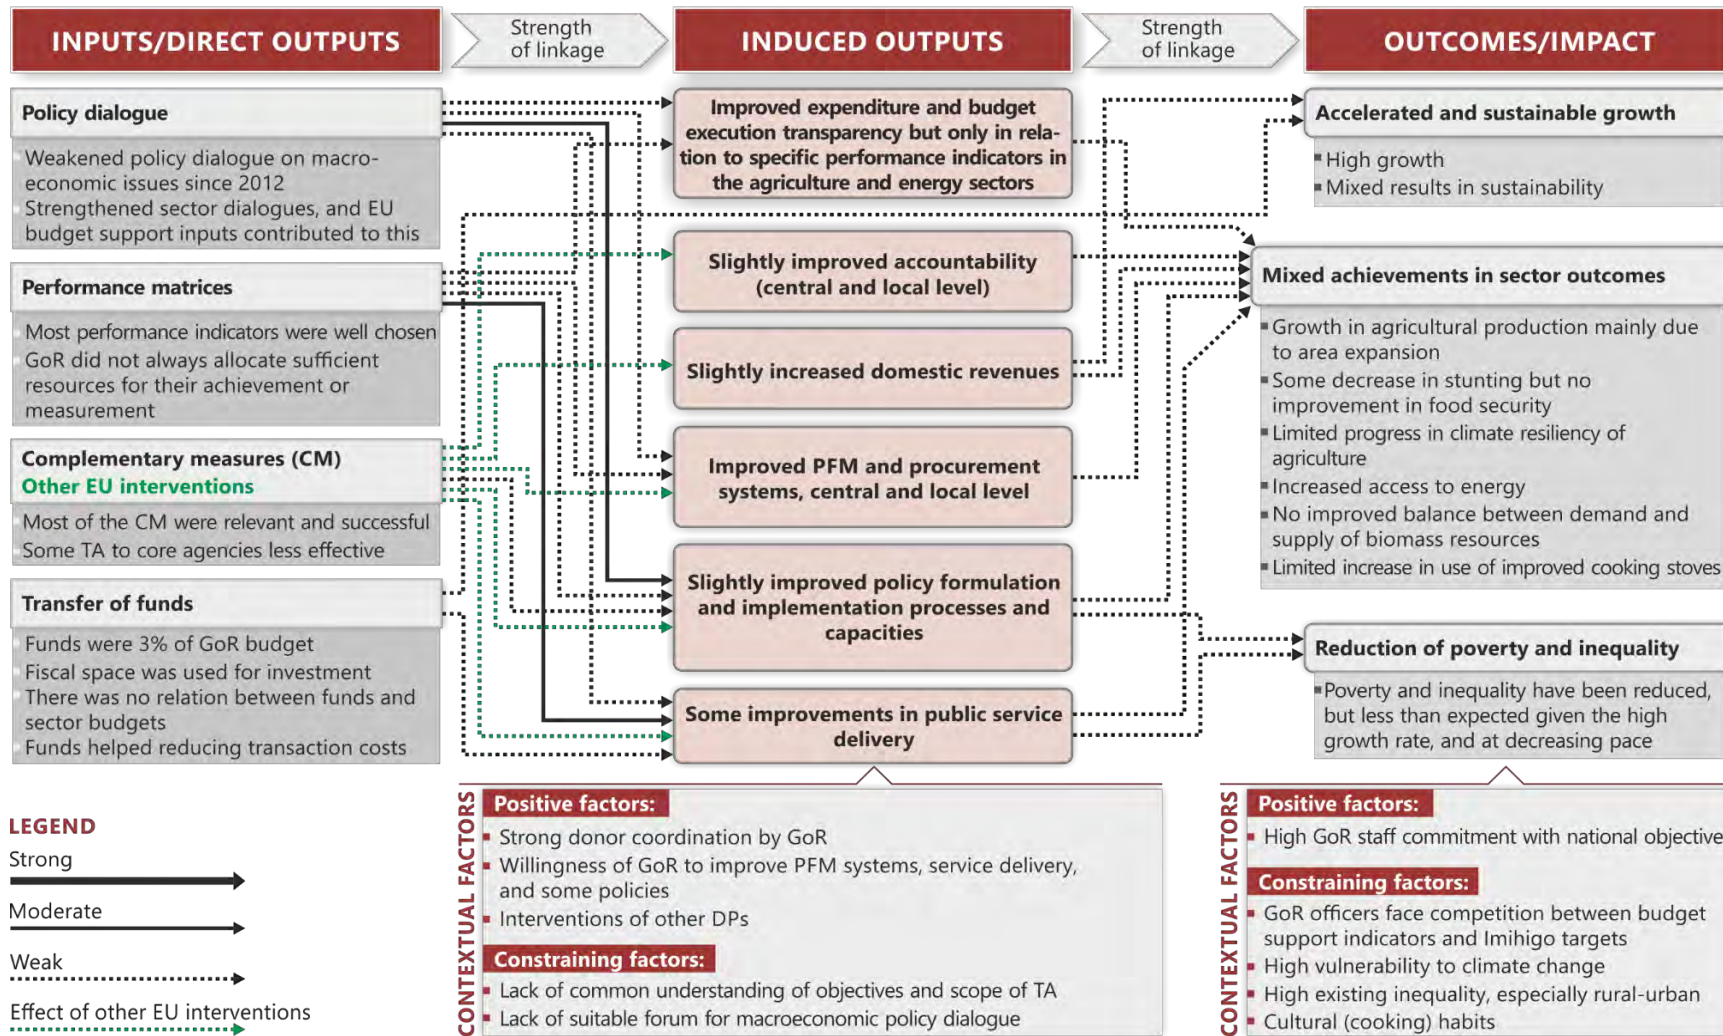 INPUTS/DIRECT OUTPUTS
Strength
of linkage
INDUCED OUTPUTS
Strength
of linkage
OUTCOMES/IMPACT
Policy dialogue
Weakened policy dialogue on macro-
economic issues since 2012
Strengthened sector dialogues, and EU
budget support inputs contributed to this
Performance matrices
Most performance indicators were well chosen
GoR did not always allocate sufficient
resources for their achievement or
measurement
Complementary measures (CM)
Other EU interventions
Most of the CM were relevant and successful
Some TA to core agencies less effective
Transfer of funds
Funds were 3% of GoR budget
Fiscal space was used for investment
There was no relation between funds and
sector budgets
Funds helped reducing transaction costs
Improved expenditure and budget
execution transparency but only in rela-
tion to specific performance indicators in
the agriculture and energy sectors
Slightly improved accountability
(central and local level)
Slightly increased domestic revenues
Improved PFM and procurement
systems, central and local level
Slightly improved policy formulation
and implementation processes and
capacities
Some improvements in public service
delivery
Accelerated and sustainable growth
High growth
Mixed results in sustainability
Mixed achievements in sector outcomes
Growth in agricultural production mainly due
to area expansion
Some decrease in stunting but no
improvement in food security
Limited progress in climate resiliency of
agriculture
Increased access to energy
No improved balance between demand and
supply of biomass resources
Limited increase in use of improved cooking stoves
Reduction of poverty and inequality
Poverty and inequality have been reduced,
but less than expected given the high
growth rate, and at decreasing pace
LEGEND
Strong
Moderate
Weak
Effect of other EU interventions
CONTEXTUAL FACTORS
Positive factors:
Strong donor coordination by GoR
Willingness of GoR to improve PFM systems, service delivery,
and some policies
Interventions of other DPs
Constraining factors:
Lack of common understanding of objectives and scope of TA
Lack of suitable forum for macroeconomic policy dialogue
CONTEXTUAL FACTORS
Positive factors:
High GoR staff commitment with national objective
Constraining factors:
GoR officers face competition between budget
support indicators and Imihigo targets
High vulnerability to climate change
High existing inequality, especially rural-urban
Cultural (cooking) habits